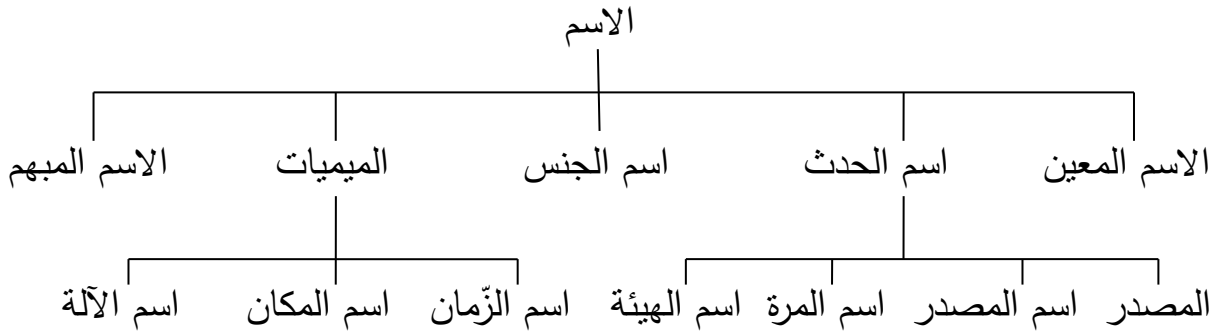 الاسم
الاسم المعين اسم الحدث اسم الجنس الميميات الاسم المبهم
المصدر اسم المصدر اسم المرة اسم الهيئة اسم الزّمان اسم المكان اسم الآلة